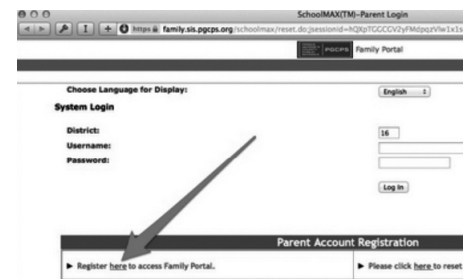 SchoolMAX(TM)-Parent Login
https family.sis.pgcps.org/schoolmax/reset.do;jsessionid=
PGCPS Family Portal
Choose Language for Display: English
System Login
District: 16
Username:
Password:
Log In
Parent Account Registration
▶ Register here to access Family Portal. ▶ Please click here to reset